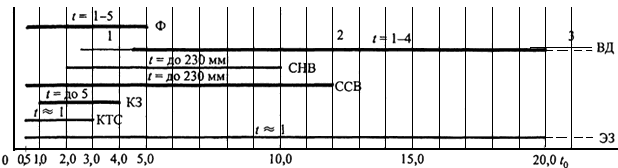 t = 1–5
Ф
1
2
3
t = 1–4
ВД
t = до 230 мм
СНВ
t = до 230 мм
ССВ
t = до 5
КЗ
t ≈ 1
КТС
t ≈ 1
ЭЗ
0 0,5 1,0 2,0 3,0 4,0 5,0 10,0 15,0 20,0 t₀